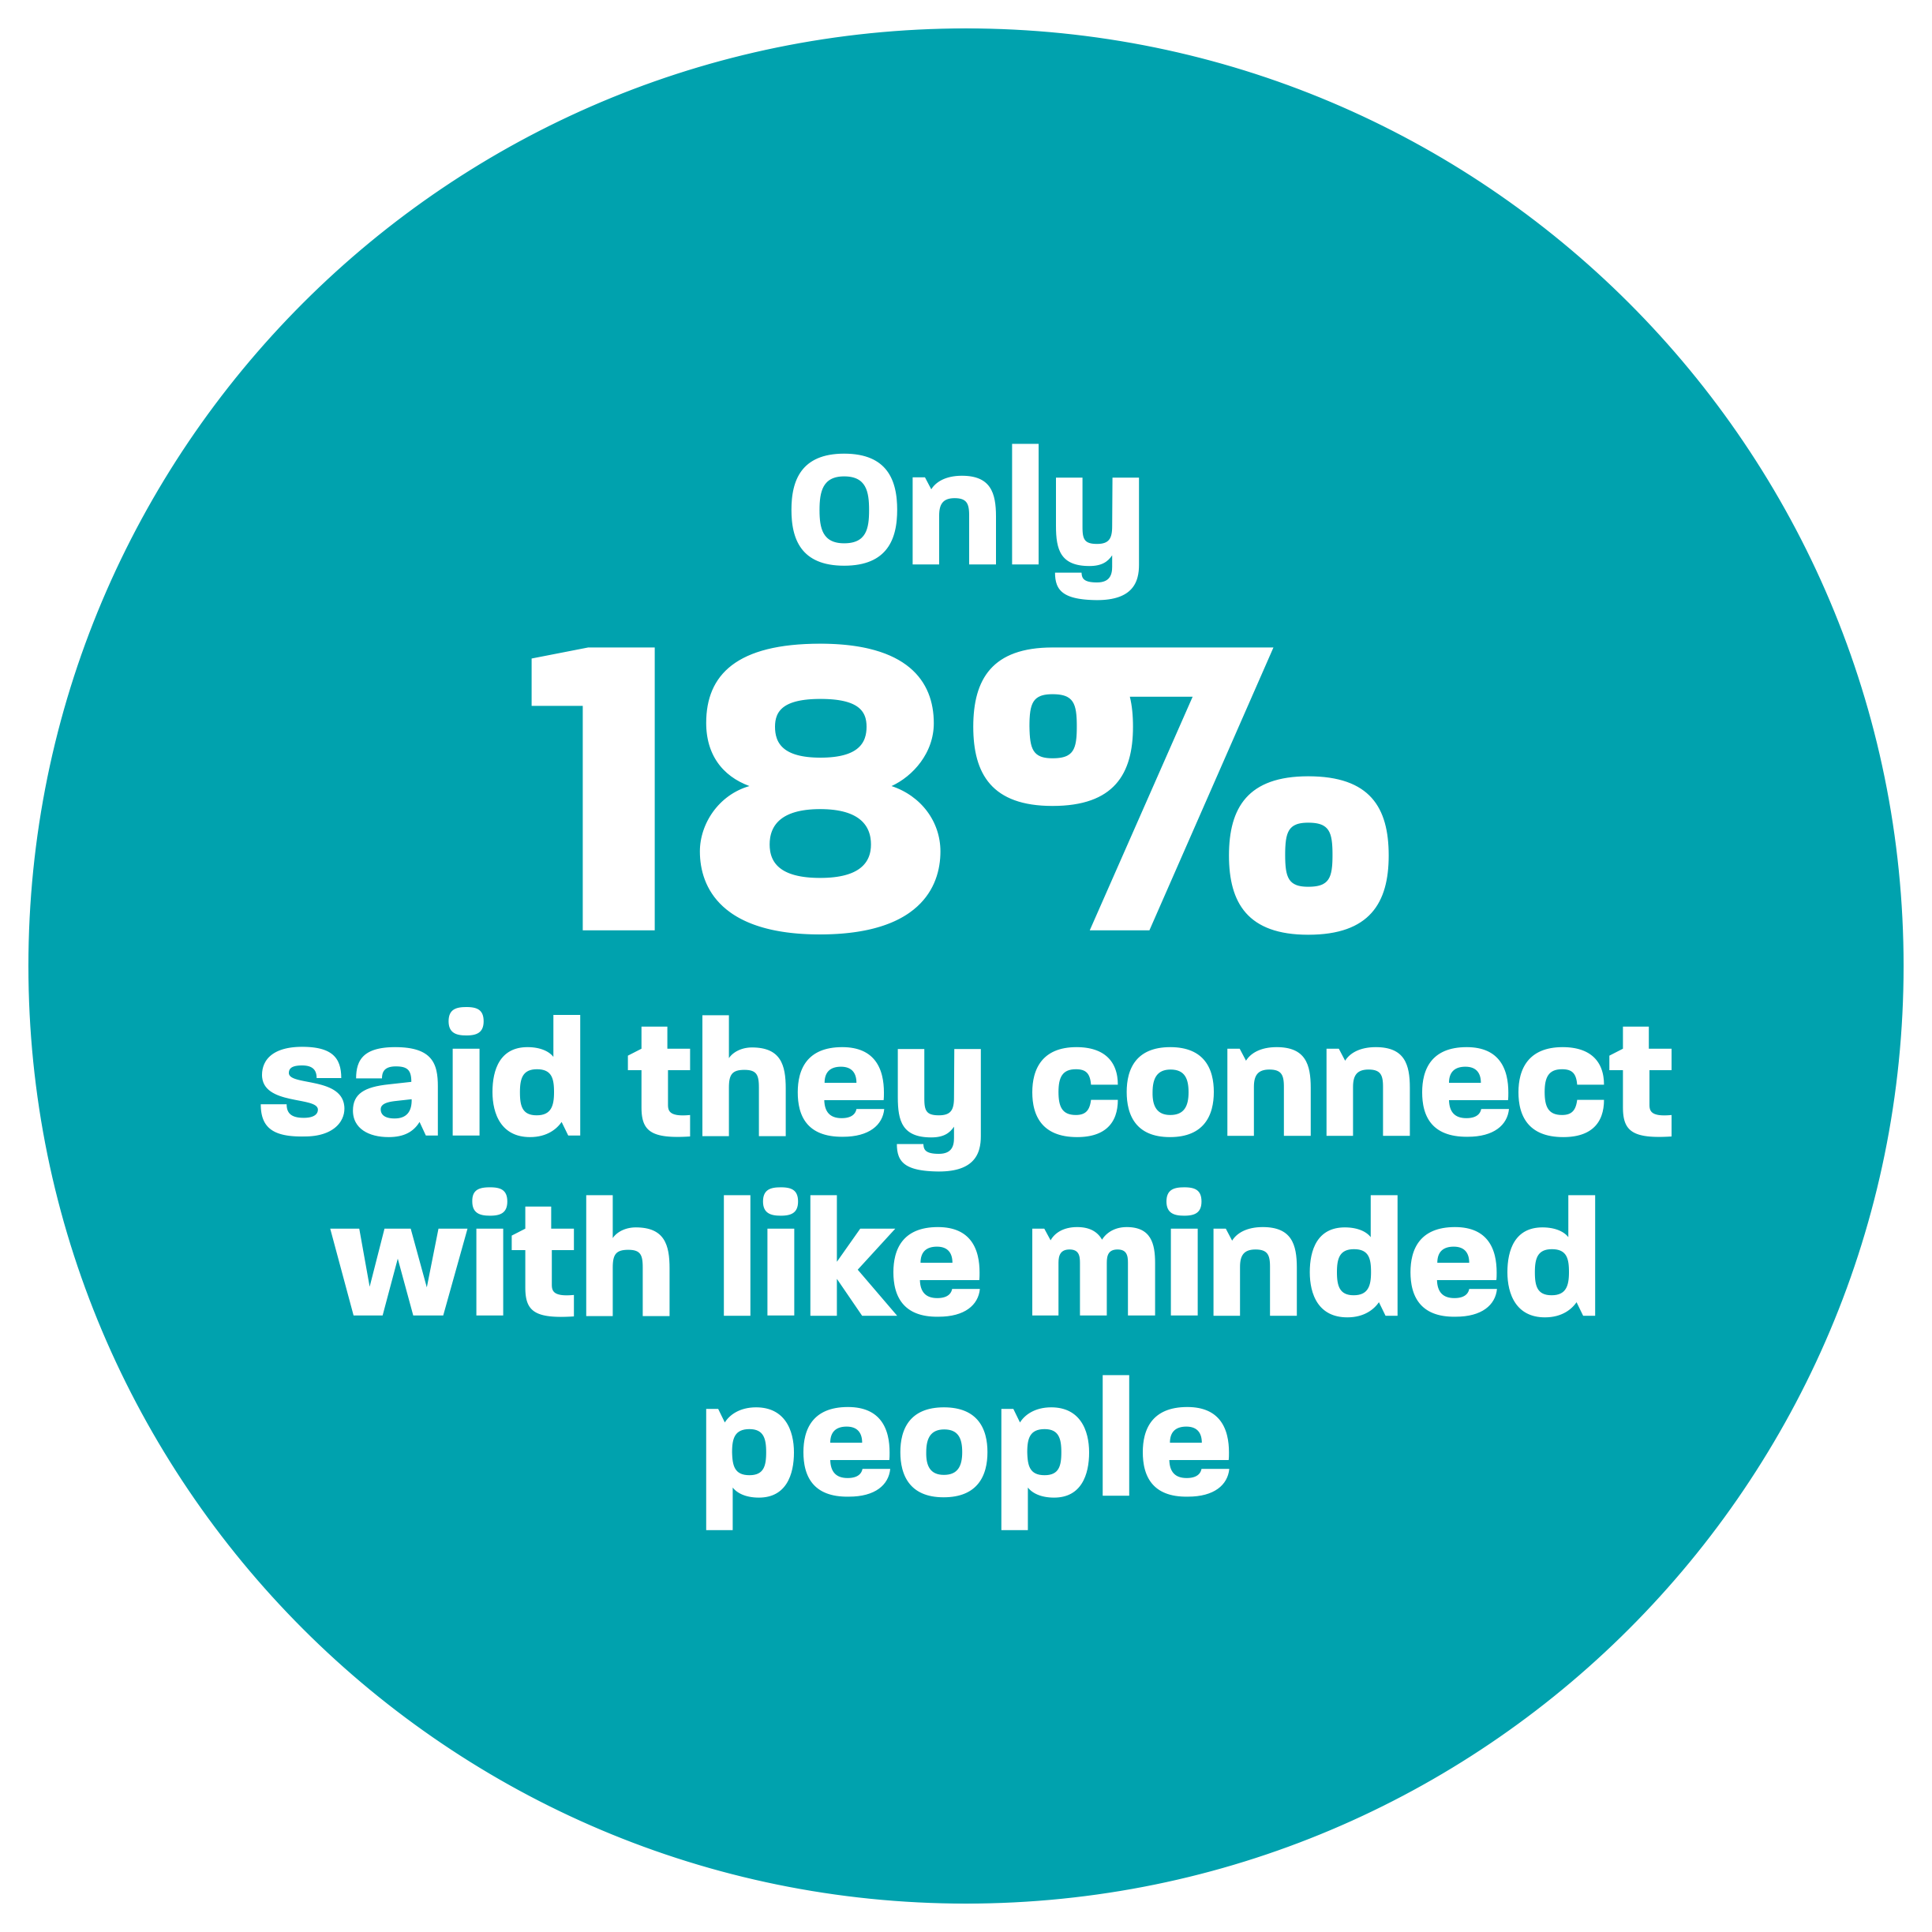 Only
18%
said they connect
with like minded
people